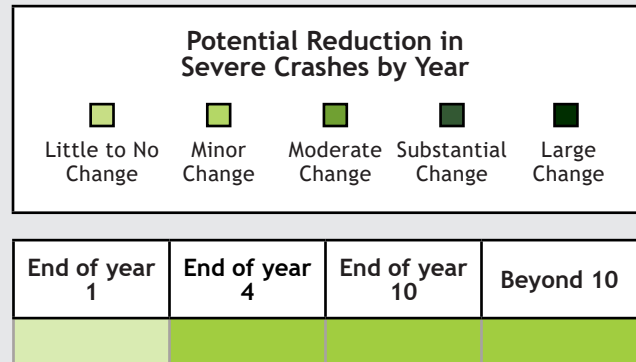 Potential Reduction in
Severe Crashes by Year
Little to No Change
Minor Change
Moderate Change
Substantial Change
Large Change
End of year 1
End of year 4
End of year 10
Beyond 10